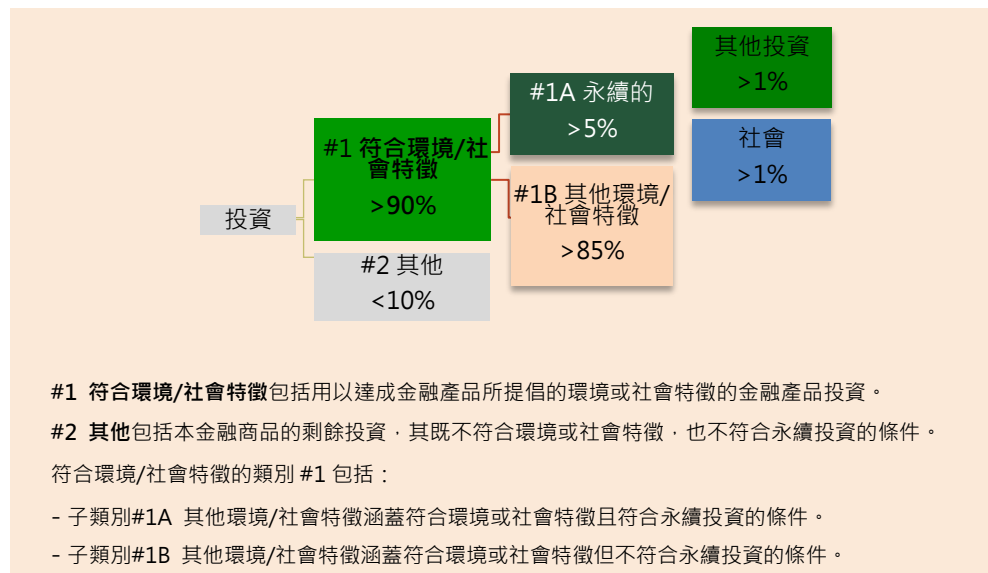 投資
#1 符合環境/社
會特徵
>90%
#2 其他
<10%
#1A 永續的
>5%
#1B 其他環境/
社會特徵
>85%
其他投資
>1%
社會
>1%
#1 符合環境/社會特徵包括用以達成金融產品所提倡的環境或社會特徵的金融產品投資。
#2 其他包括本金融商品的剩餘投資，其既不符合環境或社會特徵，也不符合永續投資的條件。
符合環境/社會特徵的類別 #1 包括：
- 子類別#1A 其他環境/社會特徵涵蓋符合環境或社會特徵且符合永續投資的條件。
- 子類別#1B 其他環境/社會特徵涵蓋符合環境或社會特徵但不符合永續投資的條件。